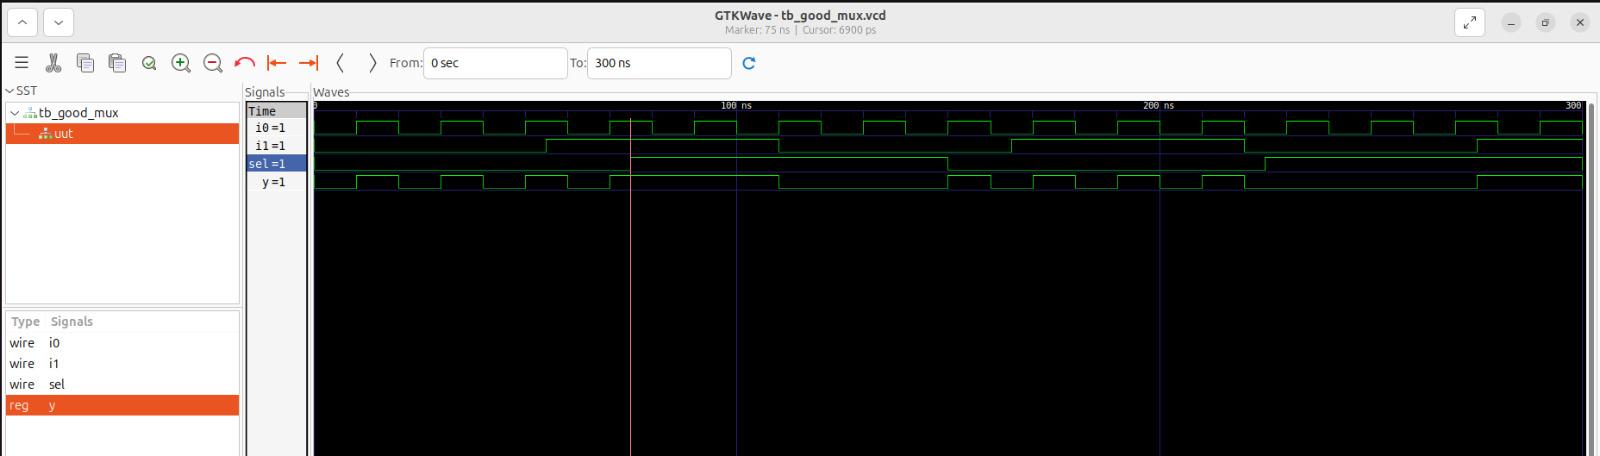 GTKWave - tb_good_mux.vcd
Marker: 75 ns | Cursor: 6900 ps
From: 0 sec To: 300 ns
SST
tb_good_mux
uut
Type Signals
wire i0
wire i1
wire sel
reg y
Signals
Time
i0 =1
i1 =1
sel =1
y =1
Waves
0 100 ns 200 ns 300